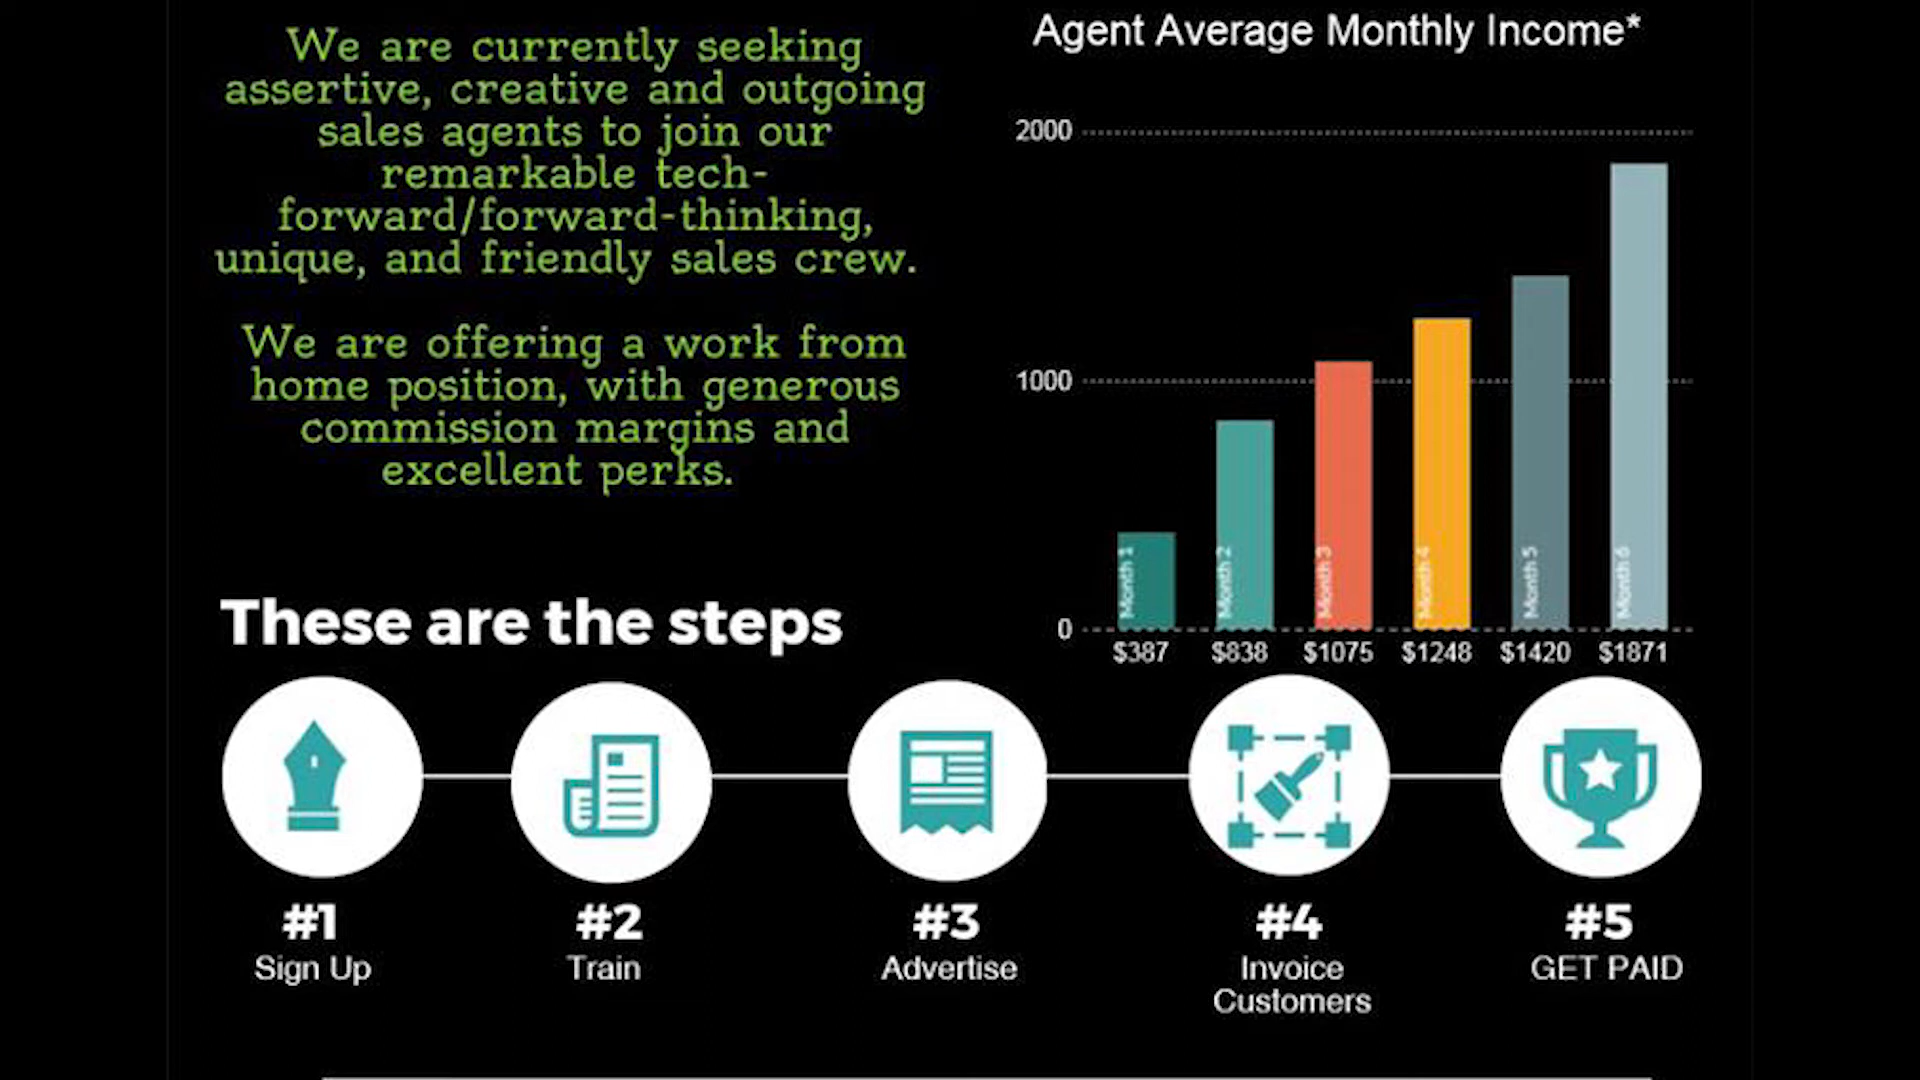 We are currently seeking
assertive, creative and outgoing
sales agents to join our
remarkable tech-
forward/forward-thinking,
unique, and friendly sales crew.
We are offering a work from
home position, with generous
commission margins and
excellent perks.
Agent Average Monthly Income*
2000
1000
0
Month 1
Month 2
Month 3
Month 4
Month 5
Month 6
$387 $838 $1075 $1248 $1420 $1871
These are the steps
#1
Sign Up
#2
Train
#3
Advertise
#4
Invoice
Customers
#5
GET PAID